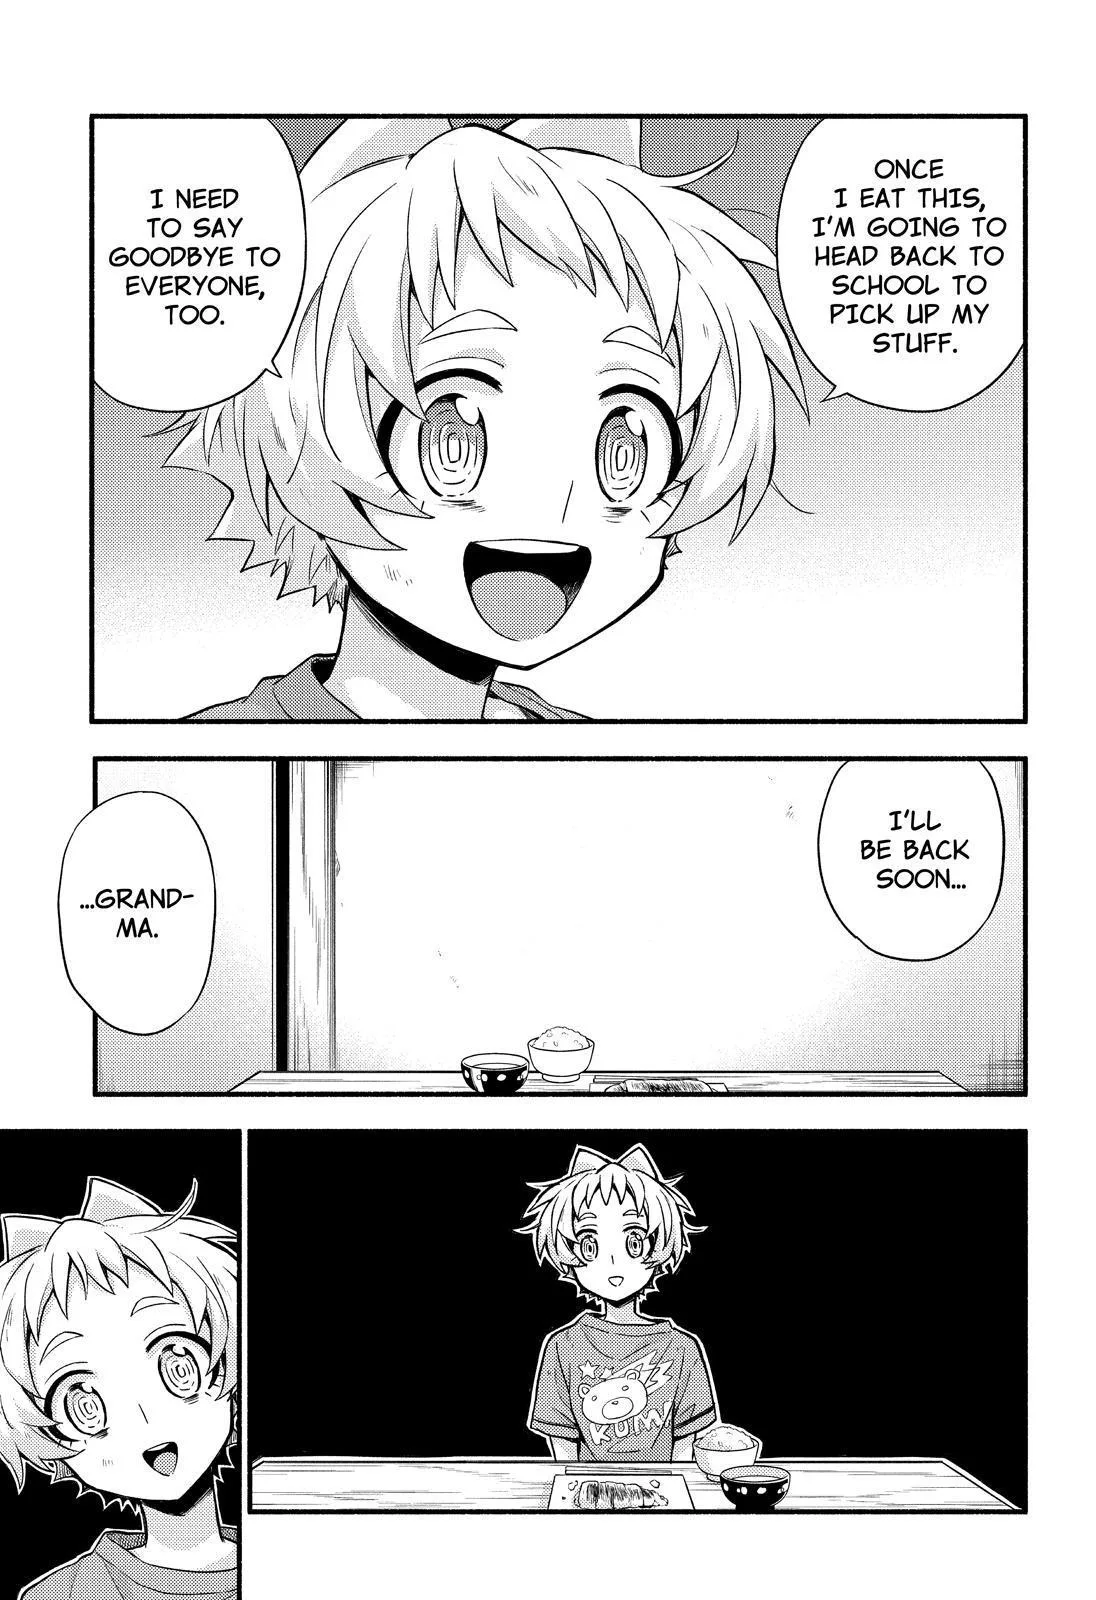 ONCE
I EAT THIS,
I'M GOING TO
HEAD BACK TO
SCHOOL TO
PICK UP MY
STUFF.
I NEED
TO SAY
GOODBYE TO
EVERYONE,
TOO.
I'LL
BE BACK
SOON...
...GRAND-
MA.
KUMA